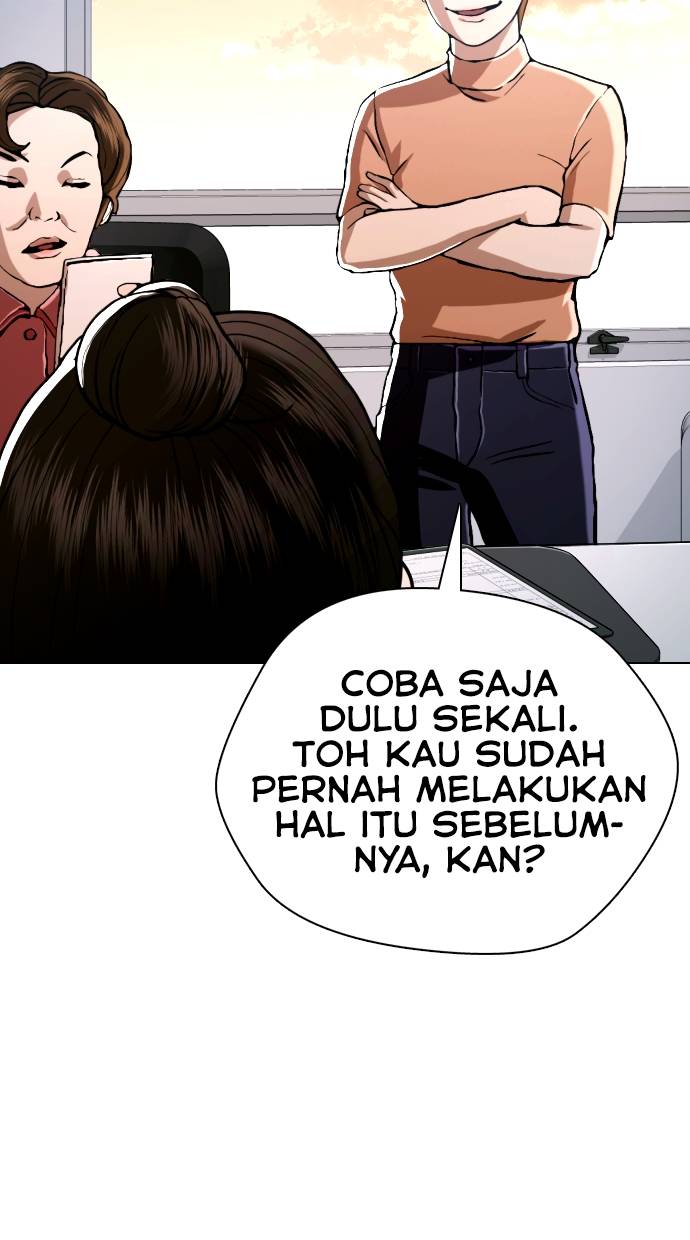 COBA SAJA
DULU SEKALI.
TOH KAU SUDAH
PERNAH MELAKUKAN
HAL ITU SEBELUM-
NYA, KAN?